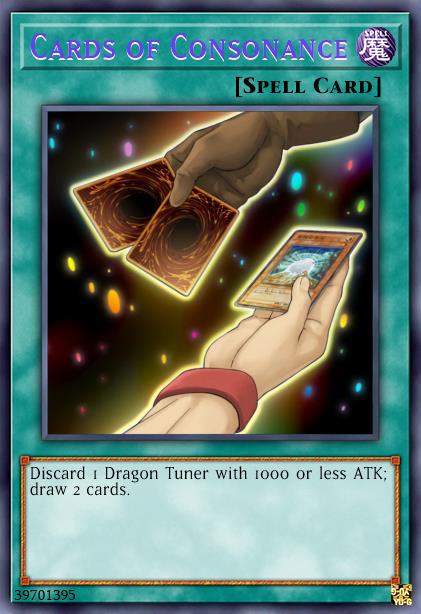 Cards of Consonance
SPELL
魔
[Spell Card]
Discard 1 Dragon Tuner with 1000 or less ATK;
draw 2 cards.
39701395